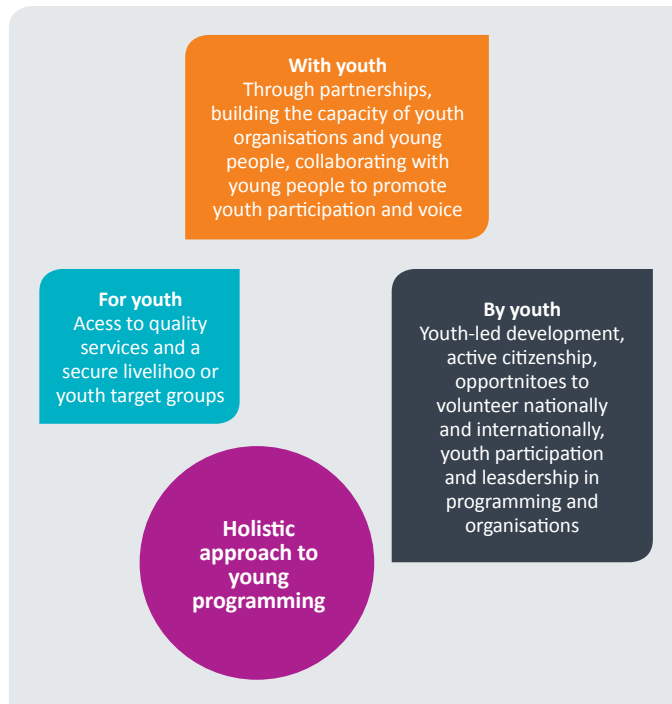 With youth
Through partnerships,
building the capacity of youth
organisations and young
people, collaborating with
young people to promote
youth participation and voice
For youth
Acess to quality
services and a
secure livelihoo or
youth target groups
By youth
Youth-led development,
active citizenship,
opportnitoes to
volunteer nationally
and internationally,
youth participation
and leasdership in
programming and
organisations
Holistic
approach to
young
programming